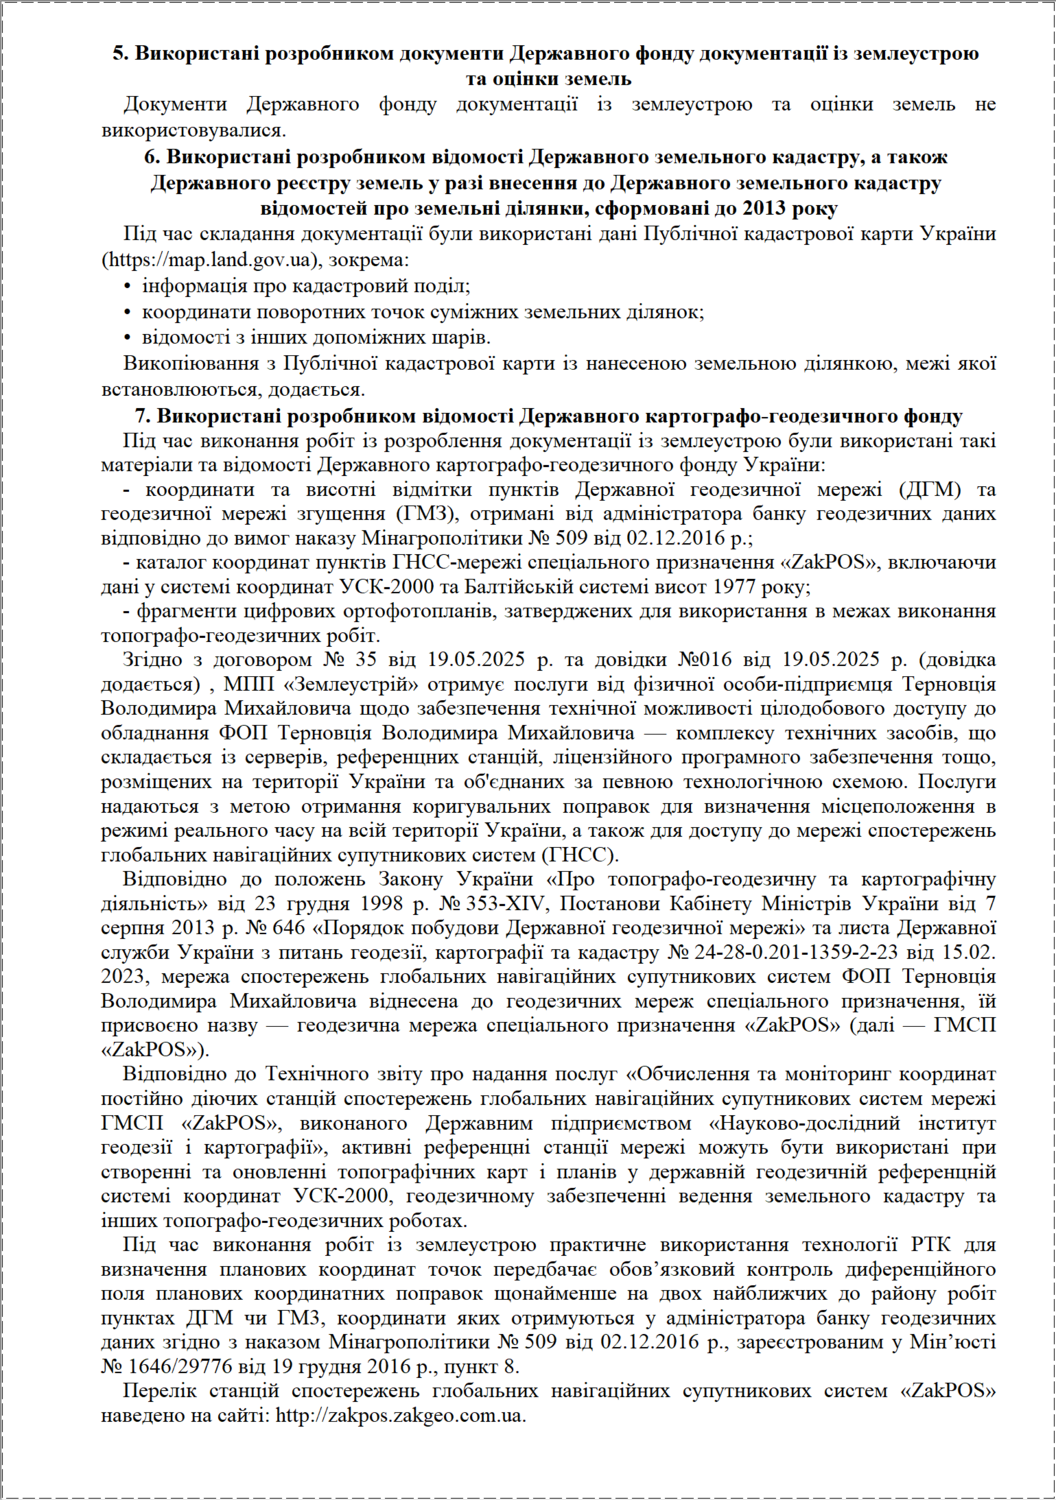 5. Використані розробником документи Державного фонду документації із землеустрою
та оцінки земель
Документи Державного фонду документації із землеустрою та оцінки земель не
використовувалися.
6. Використані розробником відомості Державного земельного кадастру, а також
Державного реєстру земель у разі внесення до Державного земельного кадастру
відомостей про земельні ділянки, сформовані до 2013 року
Під час складання документації були використані дані Публічної кадастрової карти України
(https://map.land.gov.ua), зокрема:
• інформація про кадастровий поділ;
• координати поворотних точок суміжних земельних ділянок;
• відомості з інших допоміжних шарів.
Викопіювання з Публічної кадастрової карти із нанесеною земельною ділянкою, межі якої
встановлюються, додається.
7. Використані розробником відомості Державного картографо-геодезичного фонду
Під час виконання робіт із розроблення документації із землеустрою були використані такі
матеріали та відомості Державного картографо-геодезичного фонду України:
- координати та висотні відмітки пунктів Державної геодезичної мережі (ДГМ) та
геодезичної мережі згущення (ГМЗ), отримані від адміністратора банку геодезичних даних
відповідно до вимог наказу Мінагрополітики № 509 від 02.12.2016 р.;
- каталог координат пунктів ГНСС-мережі спеціального призначення «ZakPOS», включаючи
дані у системі координат УСК-2000 та Балтійській системі висот 1977 року;
- фрагменти цифрових ортофотопланів, затверджених для використання в межах виконання
топографо-геодезичних робіт.
Згідно з договором № 35 від 19.05.2025 р. та довідки №016 від 19.05.2025 р. (довідка
додається) , МПП «Землеустрій» отримує послуги від фізичної особи-підприємця Терновція
Володимира Михайловича щодо забезпечення технічної можливості цілодобового доступу до
обладнання ФОП Терновція Володимира Михайловича — комплексу технічних засобів, що
складається із серверів, референцних станцій, ліцензійного програмного забезпечення тощо,
розміщених на території України та об'єднаних за певною технологічною схемою. Послуги
надаються з метою отримання коригувальних поправок для визначення місцеположення в
режимі реального часу на всій території України, а також для доступу до мережі спостережень
глобальних навігаційних супутникових систем (ГНСС).
Відповідно до положень Закону України «Про топографо-геодезичну та картографічну
діяльність» від 23 грудня 1998 р. № 353-XIV, Постанови Кабінету Міністрів України від 7
серпня 2013 р. № 646 «Порядок побудови Державної геодезичної мережі» та листа Державної
служби України з питань геодезії, картографії та кадастру № 24-28-0.201-1359-2-23 від 15.02.
2023, мережа спостережень глобальних навігаційних супутникових систем ФОП Терновція
Володимира Михайловича віднесена до геодезичних мереж спеціального призначення, їй
присвоєно назву — геодезична мережа спеціального призначення «ZakPOS» (далі — ГМСП
«ZakPOS»).
Відповідно до Технічного звіту про надання послуг «Обчислення та моніторинг координат
постійно діючих станцій спостережень глобальних навігаційних супутникових систем мережі
ГМСП «ZakPOS», виконаного Державним підприємством «Науково-дослідний інститут
геодезії і картографії», активні референцні станції мережі можуть бути використані при
створенні та оновленні топографічних карт і планів у державній геодезичній референцній
системі координат УСК-2000, геодезичному забезпеченні ведення земельного кадастру та
інших топографо-геодезичних роботах.
Під час виконання робіт із землеустрою практичне використання технології РТК для
визначення планових координат точок передбачає обов’язковий контроль диференційного
поля планових координатних поправок щонайменше на двох найближчих до району робіт
пунктах ДГМ чи ГМЗ, координати яких отримуються у адміністратора банку геодезичних
даних згідно з наказом Мінагрополітики № 509 від 02.12.2016 р., зареєстрованим у Мін’юсті
№ 1646/29776 від 19 грудня 2016 р., пункт 8.
Перелік станцій спостережень глобальних навігаційних супутникових систем «ZakPOS»
наведено на сайті: http://zakpos.zakgeo.com.ua.